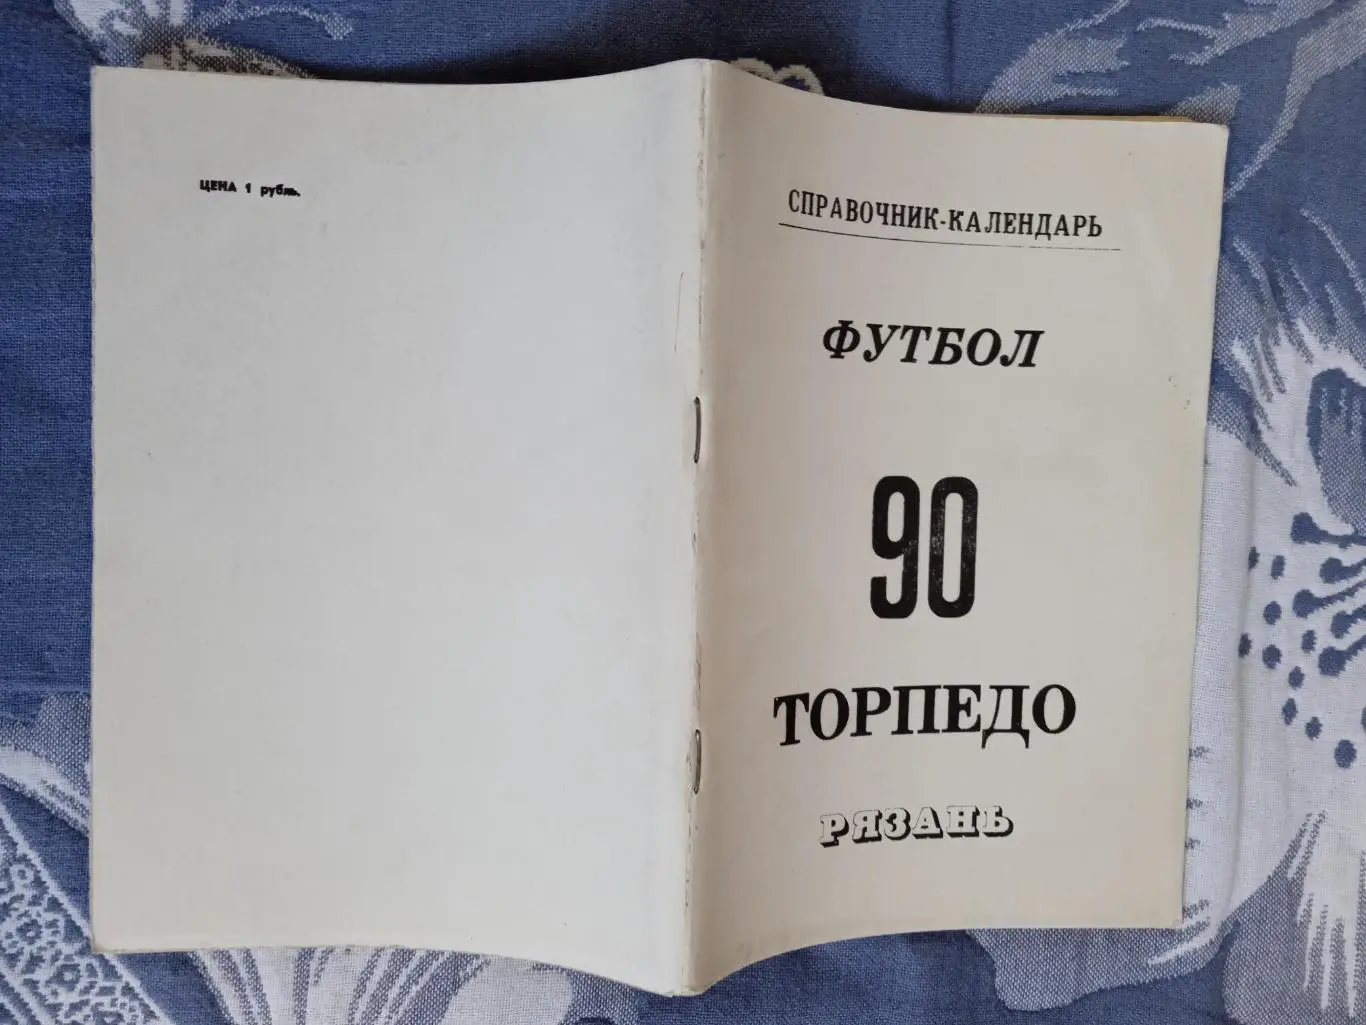 ЦЕНА 1 рубль.
СПРАВОЧНИК-КАЛЕНДАРЬ
ФУТБОЛ
90
ТОРПЕДО
РЯЗАНЬ